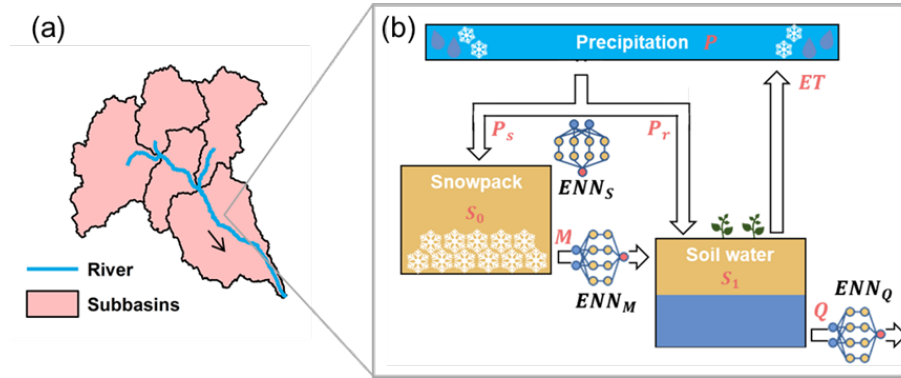 (a)
River
Subbasins
(b)
Precipitation P
ET
P_s
P_r
ENN_S
Snowpack
S_0
M
ENN_M
Soil water
S_1
Q
ENN_Q